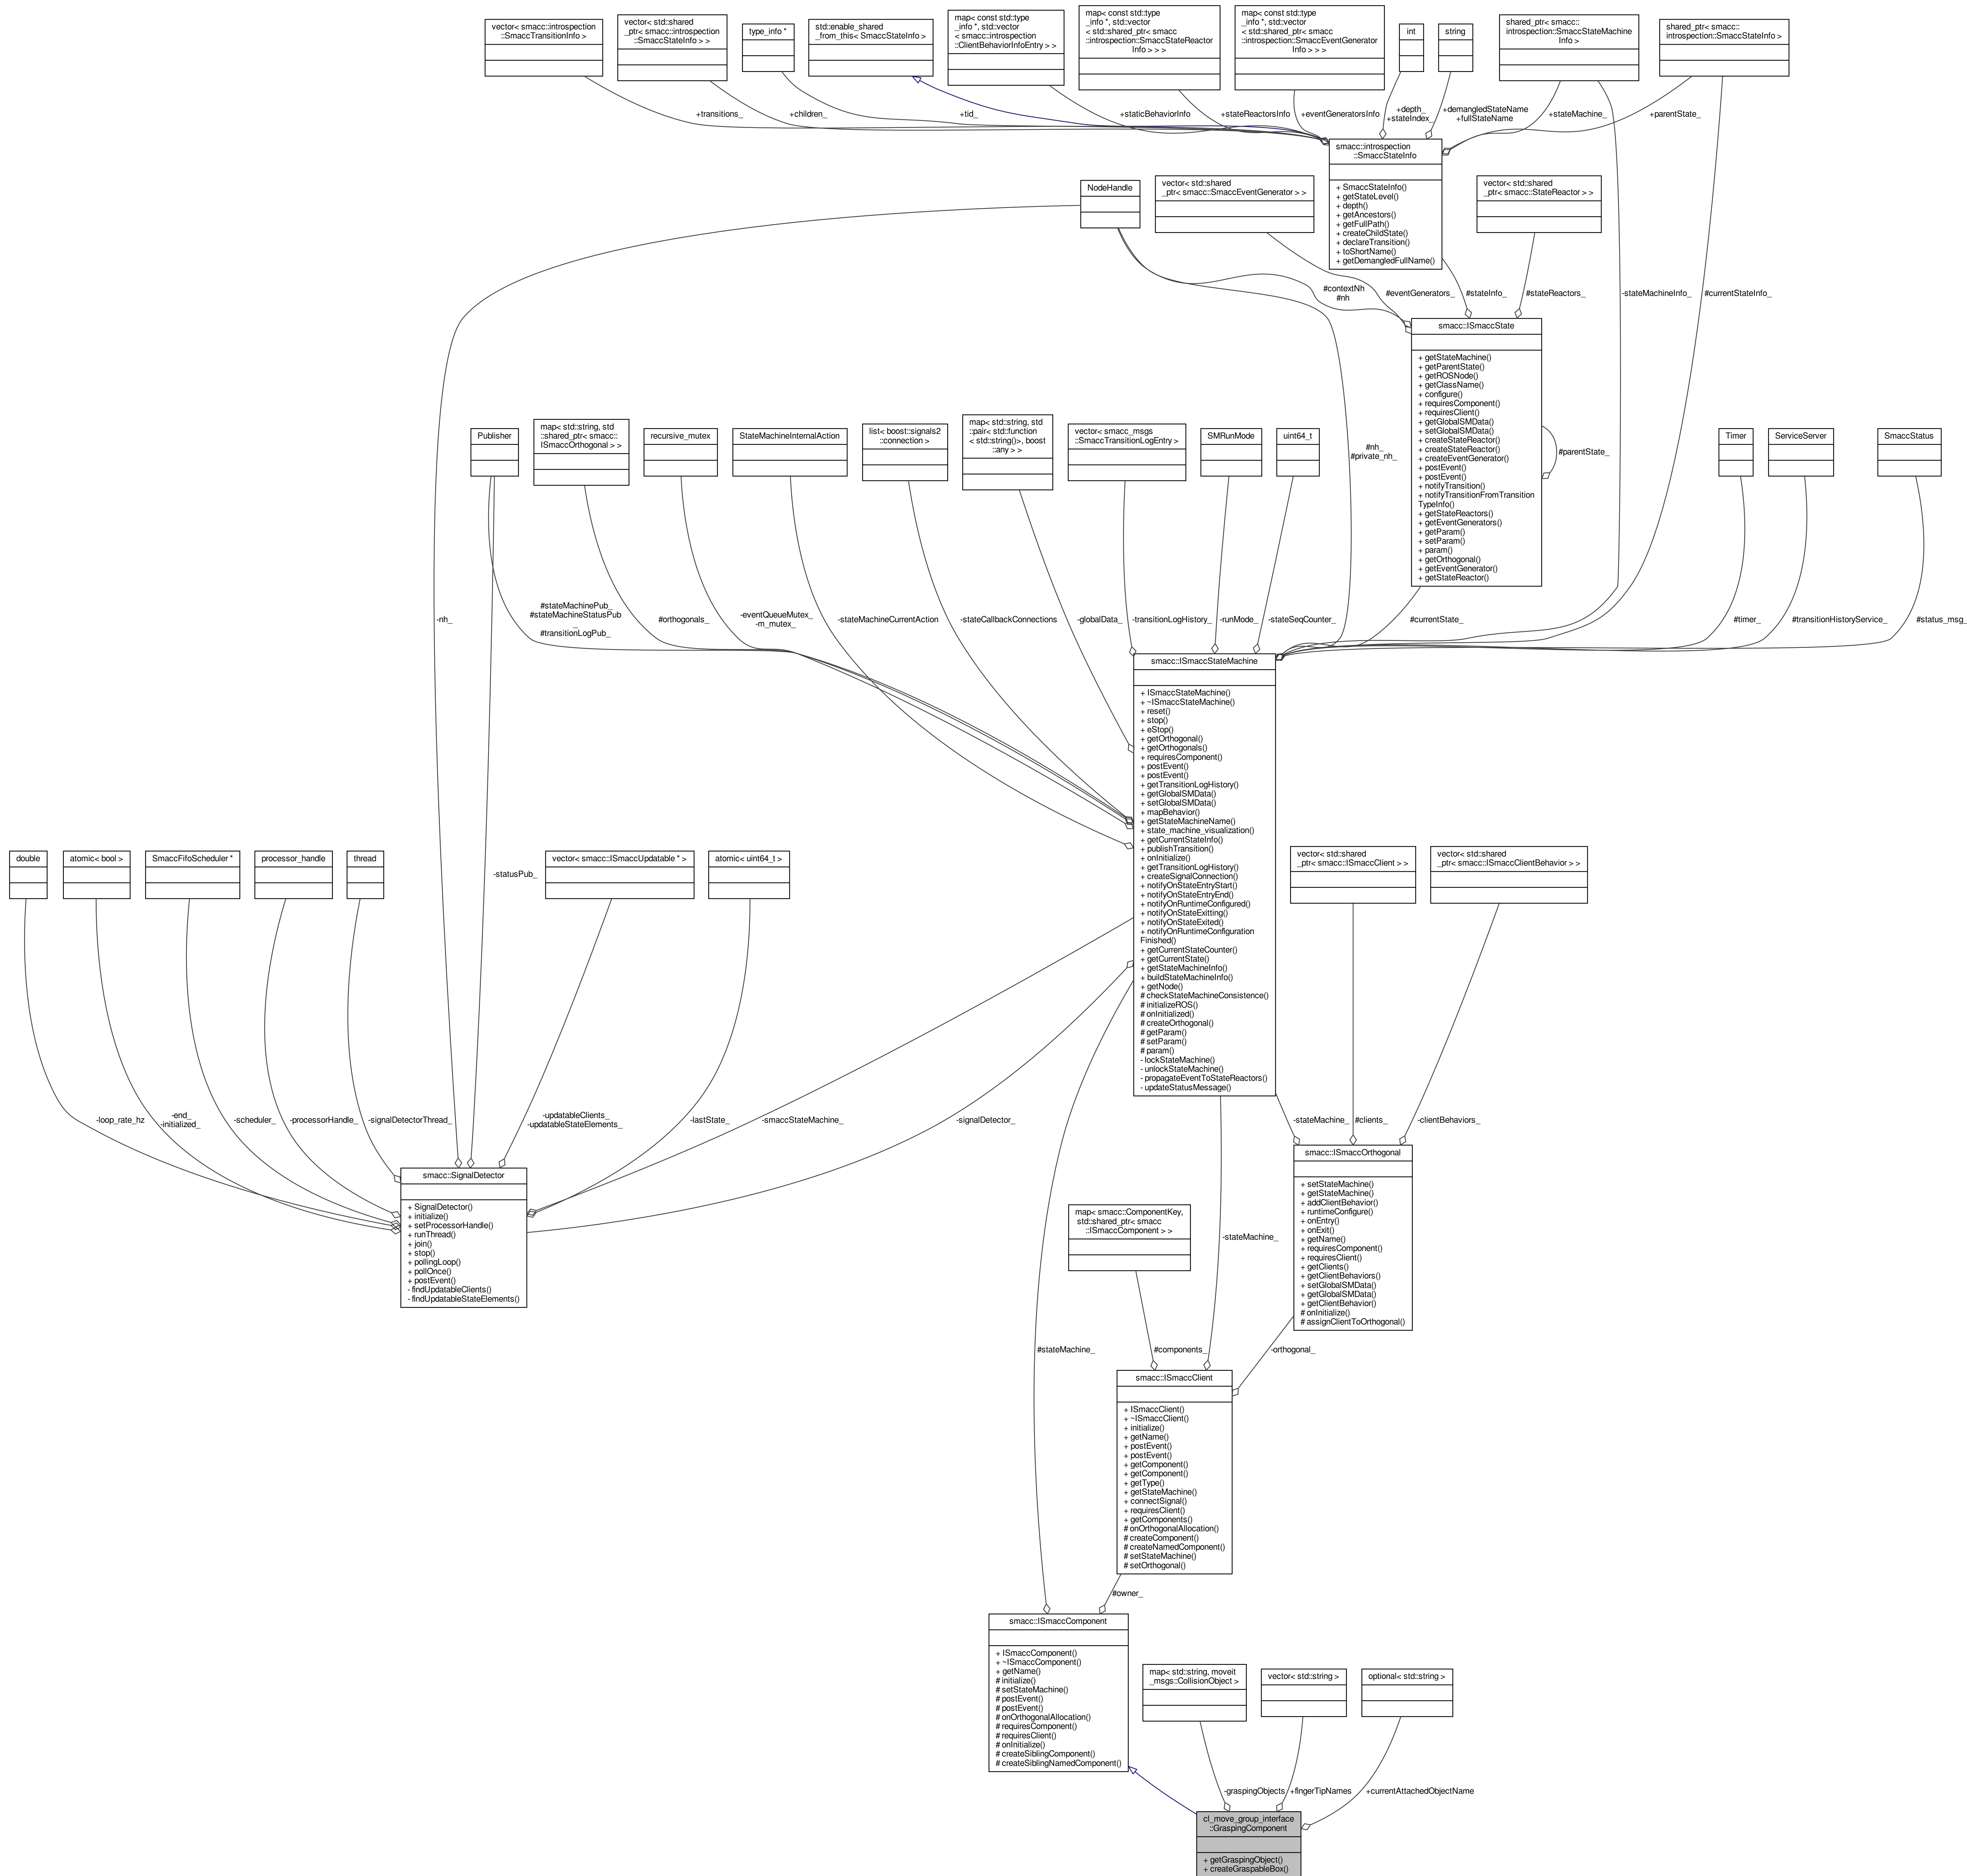 vector< smacc::introspection
::SmaccTransitionInfo >
vector< std::shared
_ptr< smacc::introspection
::SmaccStateInfo > >
type_info *
std::enable_shared
_from_this< SmaccStateInfo >
map< const std::type
_info *, std::vector
< smacc::introspection
::ClientBehaviorInfoEntry > >
map< const std::type
_info *, std::vector
< std::shared_ptr< smacc
::introspection::SmaccStateReactor
Info > > >
map< const std::type
_info *, std::vector
< std::shared_ptr< smacc
::introspection::SmaccEventGenerator
Info > > >
int
string
shared_ptr< smacc::
introspection::SmaccStateMachine
Info >
shared_ptr< smacc::
introspection::SmaccStateInfo >
+transitions_
+children_
+tid_
+staticBehaviorInfo
+stateReactorsInfo
+eventGeneratorsInfo
+depth_
+stateIndex_
+demangledStateName
+fullStateName
+stateMachine_
+parentState_
smacc::introspection
::SmaccStateInfo
+ SmaccStateInfo()
+ getStateLevel()
+ depth()
+ getAncestors()
+ getFullPath()
+ createChildState()
+ declareTransition()
+ toShortName()
+ getDemangledFullName()
NodeHandle
vector< std::shared
_ptr< smacc::SmaccEventGenerator > >
vector< std::shared
_ptr< smacc::StateReactor > >
#contextNh
#nh
#eventGenerators_
#stateInfo_
#stateReactors_
-stateMachineInfo_
#currentStateInfo_
smacc::ISmaccState
+ getStateMachine()
+ getParentState()
+ getROSNode()
+ getClassName()
+ configure()
+ requiresComponent()
+ requiresClient()
+ getGlobalSMData()
+ setGlobalSMData()
+ createStateReactor()
+ createStateReactor()
+ createEventGenerator()
+ postEvent()
+ postEvent()
+ notifyTransition()
+ notifyTransitionFromTransition
TypeInfo()
+ getStateReactors()
+ getEventGenerators()
+ getParam()
+ setParam()
+ param()
+ getOrthogonal()
+ getEventGenerator()
+ getStateReactor()
#parentState_
Publisher
map< std::string, std
::shared_ptr< smacc::
ISmaccOrthogonal > >
recursive_mutex
StateMachineInternalAction
list< boost::signals2
::connection >
map< std::string, std
::pair< std::function
< std::string()>, boost
::any > >
vector< smacc_msgs
::SmaccTransitionLogEntry >
SMRunMode
uint64_t
#nh_
#private_nh_
Timer
ServiceServer
SmaccStatus
-nh_
#stateMachinePub_
#stateMachineStatusPub
_
#transitionLogPub_
#orthogonals_
-eventQueueMutex_
-m_mutex_
-stateMachineCurrentAction
-stateCallbackConnections
-globalData_
-transitionLogHistory_
-runMode_
-stateSeqCounter_
#currentState_
#timer_
#transitionHistoryService_
#status_msg_
smacc::ISmaccStateMachine
+ ISmaccStateMachine()
+ ~ISmaccStateMachine()
+ reset()
+ stop()
+ eStop()
+ getOrthogonal()
+ getOrthogonals()
+ requiresComponent()
+ postEvent()
+ postEvent()
+ getTransitionLogHistory()
+ getGlobalSMData()
+ setGlobalSMData()
+ mapBehavior()
+ getStateMachineName()
+ state_machine_visualization()
+ getCurrentStateInfo()
+ publishTransition()
+ onInitialize()
+ getTransitionLogHistory()
+ createSignalConnection()
+ notifyOnStateEntryStart()
+ notifyOnStateEntryEnd()
+ notifyOnRuntimeConfigured()
+ notifyOnStateExitting()
+ notifyOnStateExited()
+ notifyOnRuntimeConfiguration
Finished()
+ getCurrentStateCounter()
+ getCurrentState()
+ getStateMachineInfo()
+ buildStateMachineInfo()
+ getNode()
# checkStateMachineConsistence()
# initializeROS()
# onInitialized()
# createOrthogonal()
# getParam()
# setParam()
# param()
- lockStateMachine()
- unlockStateMachine()
- propagateEventToStateReactors()
- updateStatusMessage()
double
atomic< bool >
SmaccFifoScheduler *
processor_handle
thread
-statusPub_
vector< smacc::ISmaccUpdatable * >
atomic< uint64_t >
vector< std::shared
_ptr< smacc::ISmaccClient > >
vector< std::shared
_ptr< smacc::ISmaccClientBehavior > >
-loop_rate_hz
-end_
-initialized_
-scheduler_
-processorHandle_
-signalDetectorThread_
-updatableClients_
-updatableStateElements_
-lastState_
-smaccStateMachine_
-signalDetector_
-stateMachine_
#clients_
-clientBehaviors_
smacc::SignalDetector
+ SignalDetector()
+ initialize()
+ setProcessorHandle()
+ runThread()
+ join()
+ stop()
+ pollingLoop()
+ pollOnce()
+ postEvent()
- findUpdatableClients()
- findUpdatableStateElements()
smacc::ISmaccOrthogonal
+ setStateMachine()
+ getStateMachine()
+ addClientBehavior()
+ runtimeConfigure()
+ onEntry()
+ onExit()
+ getName()
+ requiresComponent()
+ requiresClient()
+ getClients()
+ getClientBehaviors()
+ setGlobalSMData()
+ getGlobalSMData()
+ getClientBehavior()
# onInitialize()
# assignClientToOrthogonal()
map< smacc::ComponentKey,
std::shared_ptr< smacc
::ISmaccComponent > >
-stateMachine_
#stateMachine_
#components_
-orthogonal_
smacc::ISmaccClient
+ ISmaccClient()
+ ~ISmaccClient()
+ initialize()
+ getName()
+ postEvent()
+ postEvent()
+ getComponent()
+ getComponent()
+ getType()
+ getStateMachine()
+ connectSignal()
+ requiresClient()
+ getComponents()
# onOrthogonalAllocation()
# createComponent()
# createNamedComponent()
# setStateMachine()
# setOrthogonal()
#owner_
smacc::ISmaccComponent
+ ISmaccComponent()
+ ~ISmaccComponent()
+ getName()
# initialize()
# setStateMachine()
# postEvent()
# postEvent()
# onOrthogonalAllocation()
# requiresComponent()
# requiresClient()
# onInitialize()
# createSiblingComponent()
# createSiblingNamedComponent()
map< std::string, moveit
_msgs::CollisionObject >
vector< std::string >
optional< std::string >
-graspingObjects
+fingerTipNames
+currentAttachedObjectName
cl_move_group_interface
::GraspingComponent
+ getGraspingObject()
+ createGraspableBox()